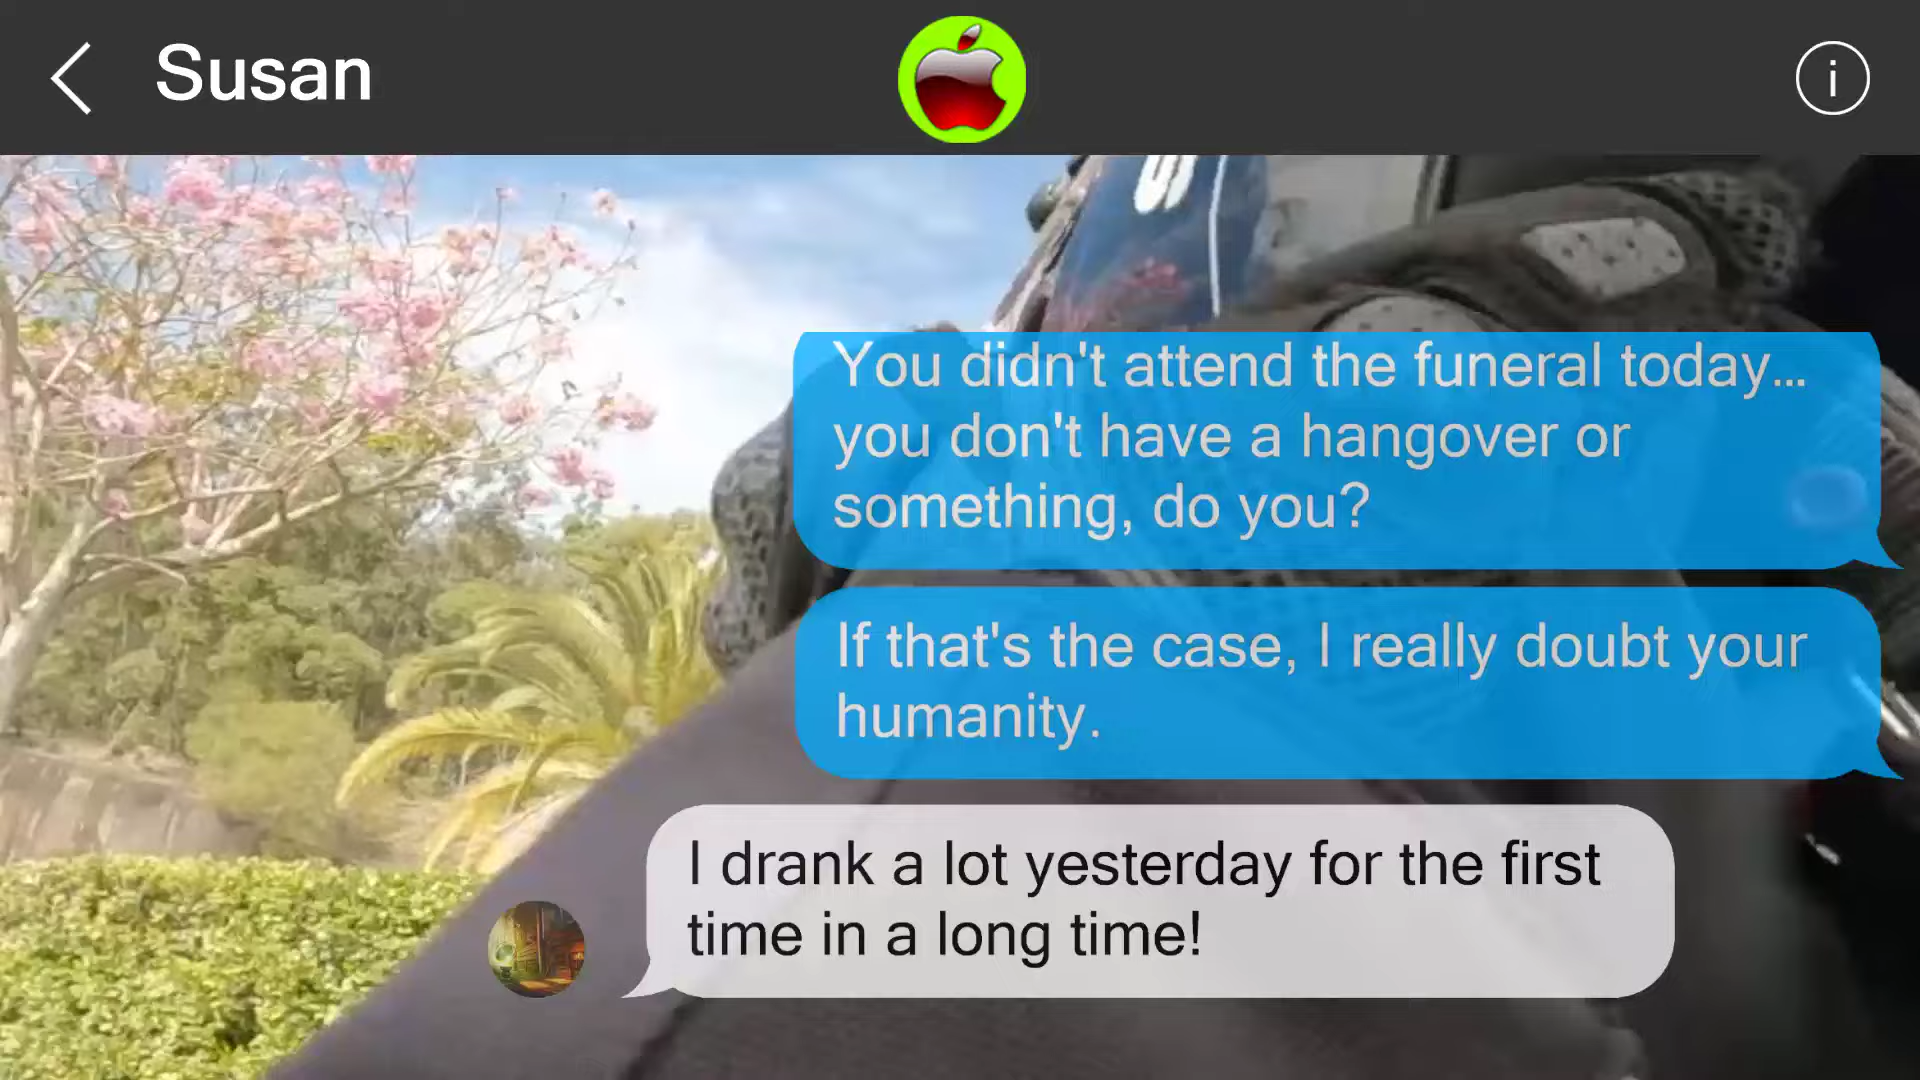 Susan
i
You didn't attend the funeral today...
you don't have a hangover or
something, do you?
If that's the case, I really doubt your
humanity.
I drank a lot yesterday for the first
time in a long time!